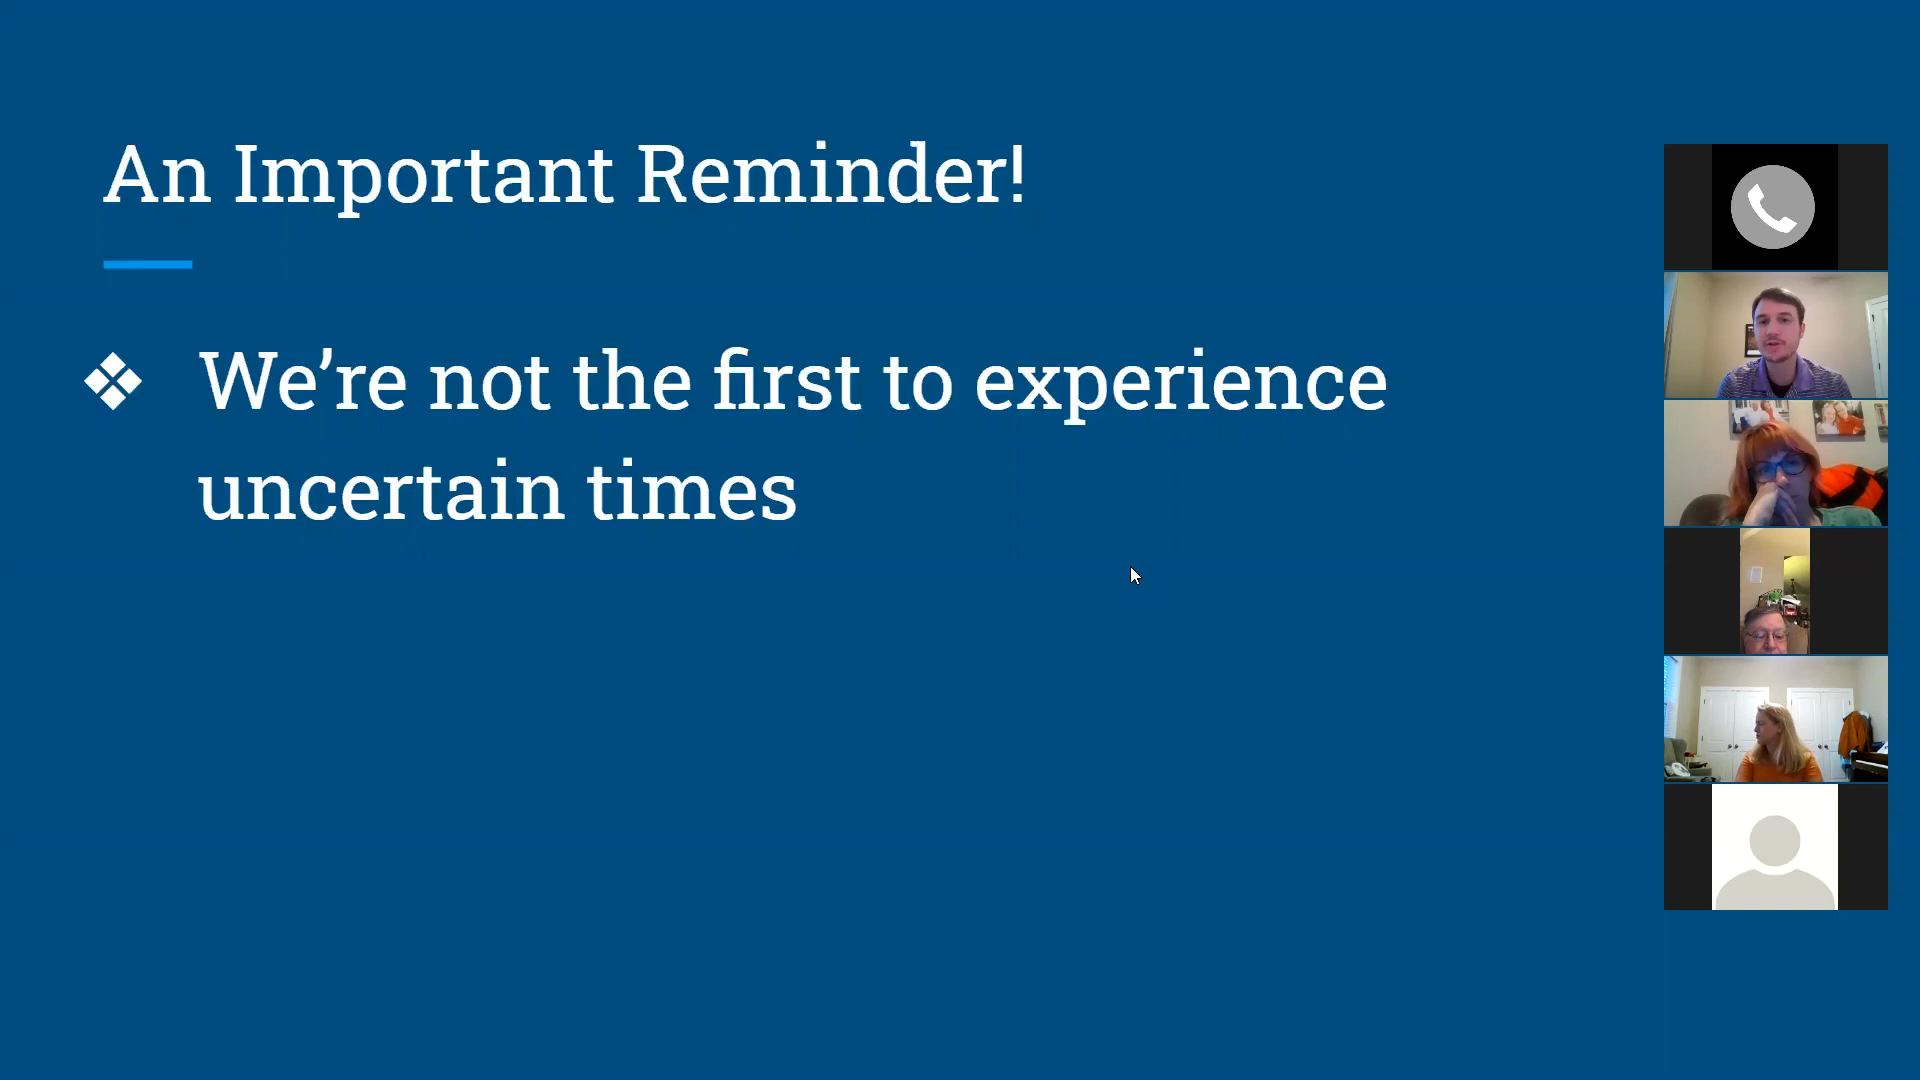 An Important Reminder!
❖ We’re not the first to experience
uncertain times